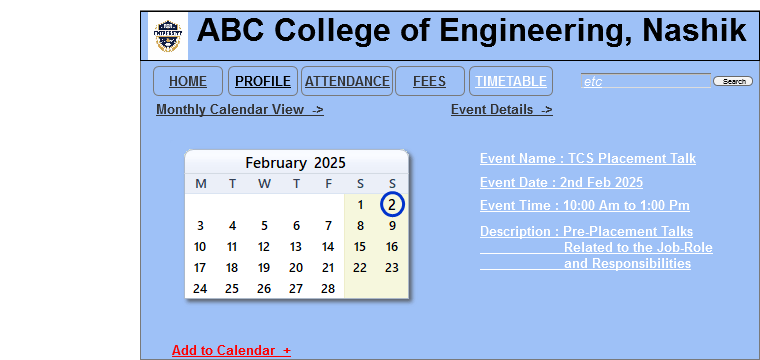 UNIVERSITY
ABC College of Engineering, Nashik
HOME PROFILE ATTENDANCE FEES TIMETABLE etc Search
Monthly Calendar View -> Event Details ->
February 2025
M T W T F S S
1 2
3 4 5 6 7 8 9
10 11 12 13 14 15 16
17 18 19 20 21 22 23
24 25 26 27 28
Event Name : TCS Placement Talk
Event Date : 2nd Feb 2025
Event Time : 10:00 Am to 1:00 Pm
Description : Pre-Placement Talks
Related to the Job-Role
and Responsibilities
Add to Calendar +